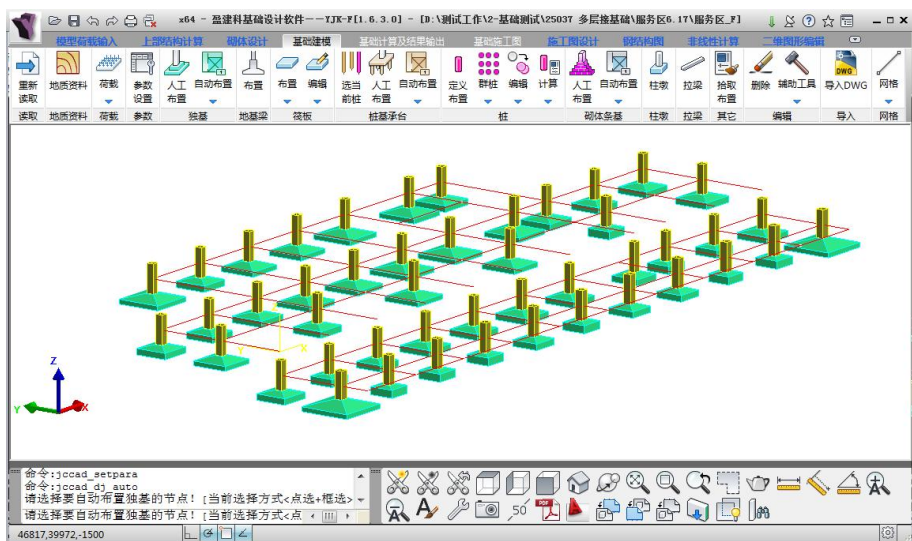 x64 - 盈建科基础设计软件---YJK-F[1.6.3.0] - [D:\测试工作\2-基础测试\25037 多层接基础\服务区6.17\服务区_F]
模型荷载输入 上部结构计算 砌体设计 基础建模 基础计算及结果输出 基础施工图 施工图设计 钢结构图 非线性计算 二维图形编辑
重新读取 地质资料 荷载 参数设置 人工布置 自动布置 布置 布置 编辑 选当前桩 人工布置 自动布置 定义布置 群桩 编辑 计算 人工布置 自动布置 柱墩 拉梁 拾取布置 删除 辅助工具 导入DWG 网格
读取 地质资料 荷载 参数 独基 地基梁 筏板 桩基承台 桩 砌体条基 柱墩 拉梁 其它 编辑 导入 网格
Z
Y
X
Y
X
命令:jccad_setpara
命令:jccad_dj_auto
请选择要自动布置独基的节点! [当前选择方式<点选+框选>
请选择要自动布置独基的节点! [当前选择方式<点
46817,39972,-1500